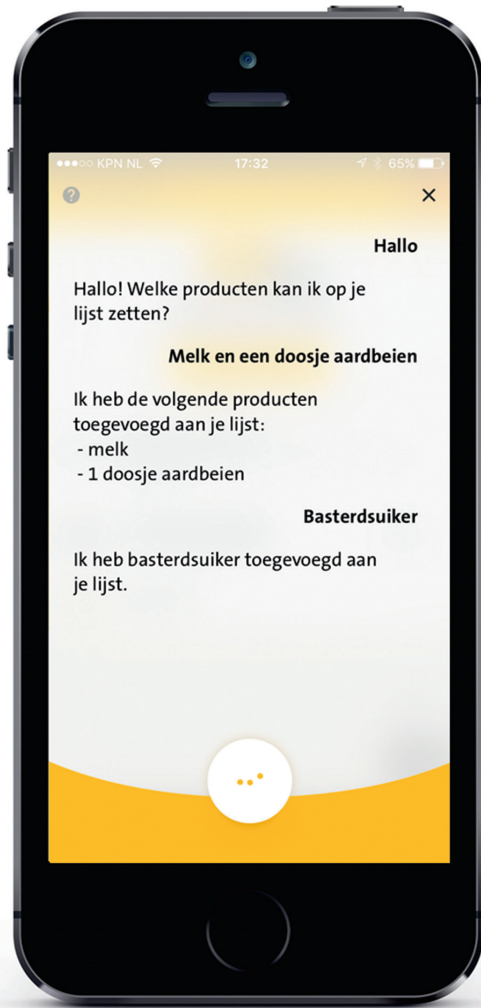 KPN NL 17:32 65%
?
Hallo
Hallo! Welke producten kan ik op je
lijst zetten?
Melk en een doosje aardbeien
Ik heb de volgende producten
toegevoegd aan je lijst:
- melk
- 1 doosje aardbeien
Basterdsuiker
Ik heb basterdsuiker toegevoegd aan
je lijst.